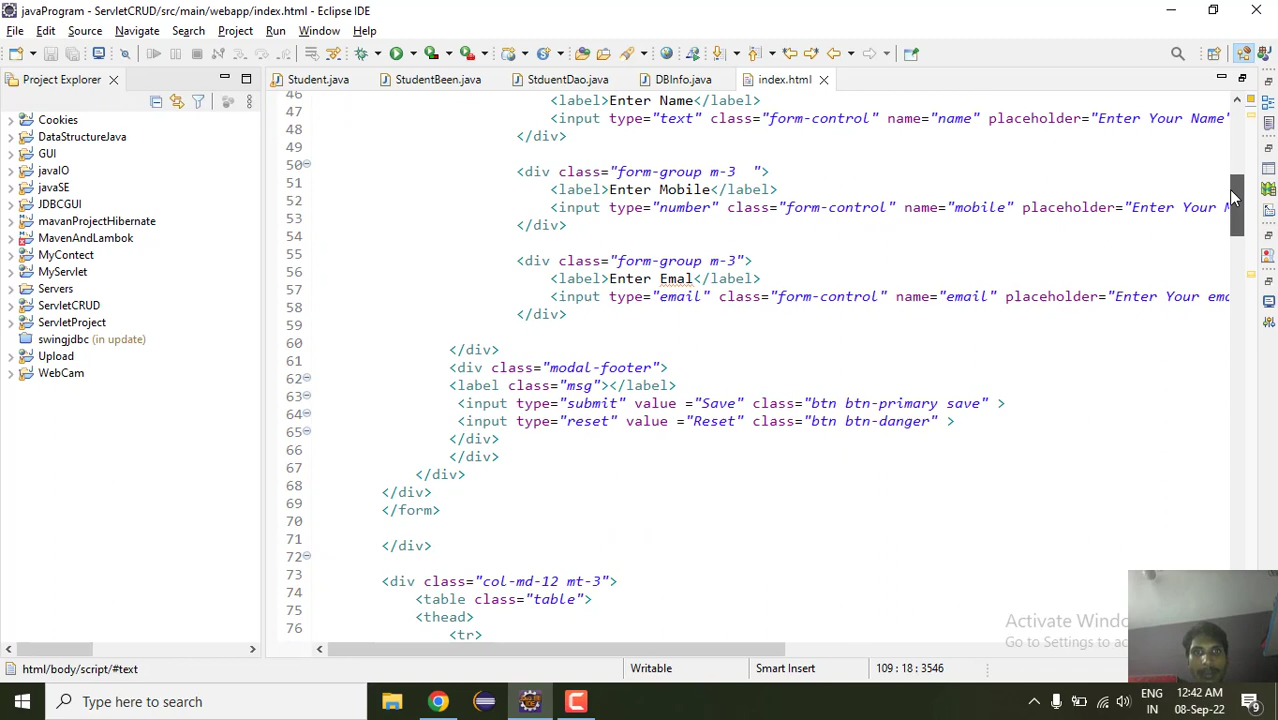 javaProgram - ServletCRUD/src/main/webapp/index.html - Eclipse IDE
File Edit Source Navigate Search Project Run Window Help
Project Explorer
Student.java
StudentBeen.java
StduentDao.java
DBInfo.java
index.html
Cookies
DataStructureJava
GUI
javaIO
javaSE
JDBCGUI
mavanProjectHibernate
MavenAndLambok
MyContect
MyServlet
Servers
ServletCRUD
ServletProject
swingjdbc (in update)
Upload
WebCam
46 <label>Enter Name</label>
47 <input type="text" class="form-control" name="name" placeholder="Enter Your Name"
48 </div>
49
50 <div class="form-group m-3  ">
51 <label>Enter Mobile</label>
52 <input type="number" class="form-control" name="mobile" placeholder="Enter Your
53 </div>
54
55 <div class="form-group m-3">
56 <label>Enter Emal</label>
57 <input type="email" class="form-control" name="email" placeholder="Enter Your
58 </div>
59
60 </div>
61 <div class="modal-footer">
62 <label class="msg"></label>
63 <input type="submit" value ="Save" class="btn btn-primary save" >
64 <input type="reset" value ="Reset" class="btn btn-danger" >
65 </div>
66 </div>
67 </div>
68 </div>
69 </form>
70
71 </div>
72
73 <div class="col-md-12 mt-3">
74 <table class="table">
75 <thead>
76 <tr>
Activate Windo
Go to Settings to ac
html/body/script/#text
Writable
Smart Insert
109 : 18 : 3546
Type here to search
ENG
IN
12:42 AM
08-Sep-22
9